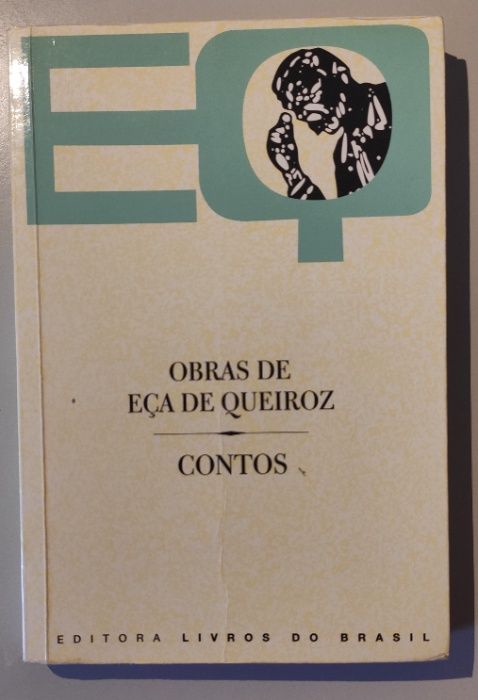 EQ
OBRAS DE
EÇA DE QUEIROZ
CONTOS
EDITORA LIVROS DO BRASIL